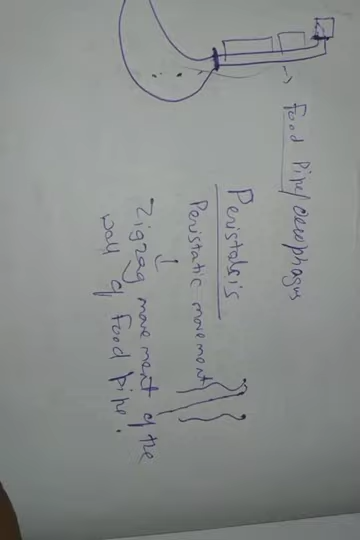 Food Pipe/oesophagus
Peristalsis
Peristatic movement
Zigzag movement of the
wall of Food Pipe.